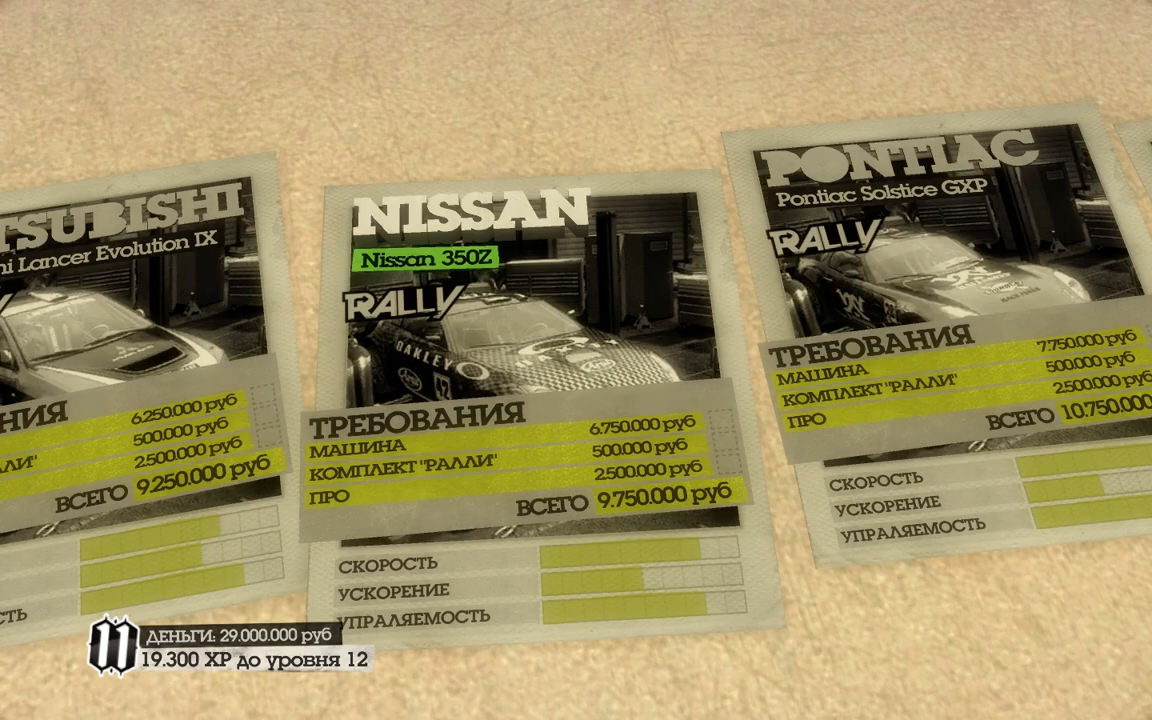 TSUBISHI
Lancer Evolution IX
6.250.000 руб
500.000 руб
2.500.000 руб
ВСЕГО 9.250.000 руб
NISSAN
Nissan 350Z
RALLY
OAKLEY
ТРЕБОВАНИЯ
МАШИНА 6.750.000 руб
КОМПЛЕКТ "РАЛЛИ" 500.000 руб
ПРО 2.500.000 руб
ВСЕГО 9.750.000 руб
СКОРОСТЬ
УСКОРЕНИЕ
УПРАЛЯЕМОСТЬ
PONTIAC
Pontiac Solstice GXP
RALLY
ТРЕБОВАНИЯ
МАШИНА 7.750.000 руб
КОМПЛЕКТ "РАЛЛИ" 500.000 руб
ПРО 2.500.000 руб
ВСЕГО 10.750.000
СКОРОСТЬ
УСКОРЕНИЕ
УПРАЛЯЕМОСТЬ
11
ДЕНЬГИ: 29.000.000 руб
19.300 XP до уровня 12